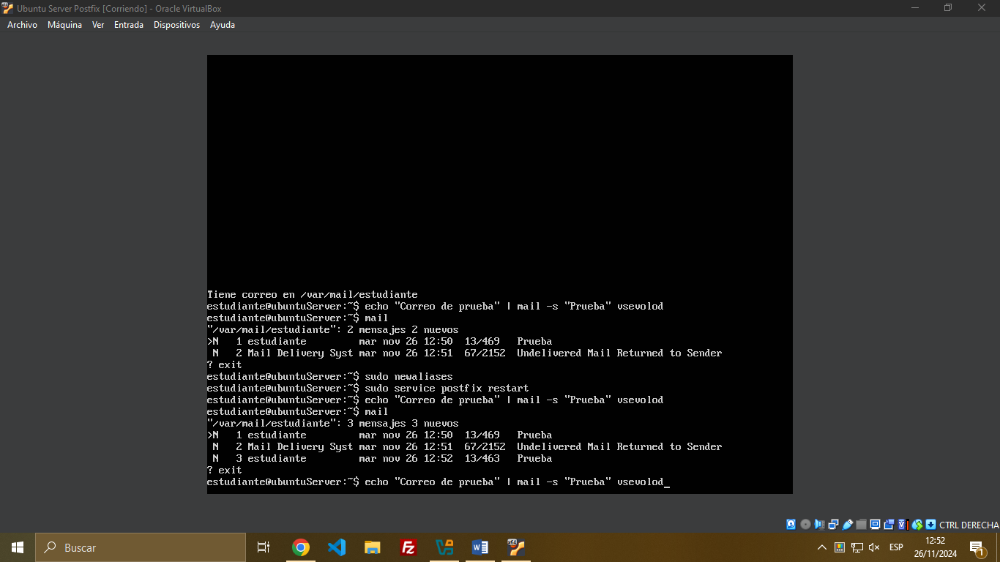 Ubuntu Server Postfix [Corriendo] - Oracle VirtualBox
Archivo Máquina Ver Entrada Dispositivos Ayuda
Tiene correo en /var/mail/estudiante
estudiante@ubuntuServer:~$ echo "Correo de prueba" | mail -s "Prueba" vsevolod
estudiante@ubuntuServer:~$ mail
"/var/mail/estudiante": 2 mensajes 2 nuevos
>N   1 estudiante         mar nov 26 12:50  13/469   Prueba
 N   2 Mail Delivery Syst mar nov 26 12:51  67/2152  Undelivered Mail Returned to Sender
? exit
estudiante@ubuntuServer:~$ sudo newaliases
estudiante@ubuntuServer:~$ sudo service postfix restart
estudiante@ubuntuServer:~$ echo "Correo de prueba" | mail -s "Prueba" vsevolod
estudiante@ubuntuServer:~$ mail
"/var/mail/estudiante": 3 mensajes 3 nuevos
>N   1 estudiante         mar nov 26 12:50  13/469   Prueba
 N   2 Mail Delivery Syst mar nov 26 12:51  67/2152  Undelivered Mail Returned to Sender
 N   3 estudiante         mar nov 26 12:52  13/463   Prueba
? exit
estudiante@ubuntuServer:~$ echo "Correo de prueba" | mail -s "Prueba" vsevolod_
CTRL DERECHA
Buscar
ESP
12:52
26/11/2024
1